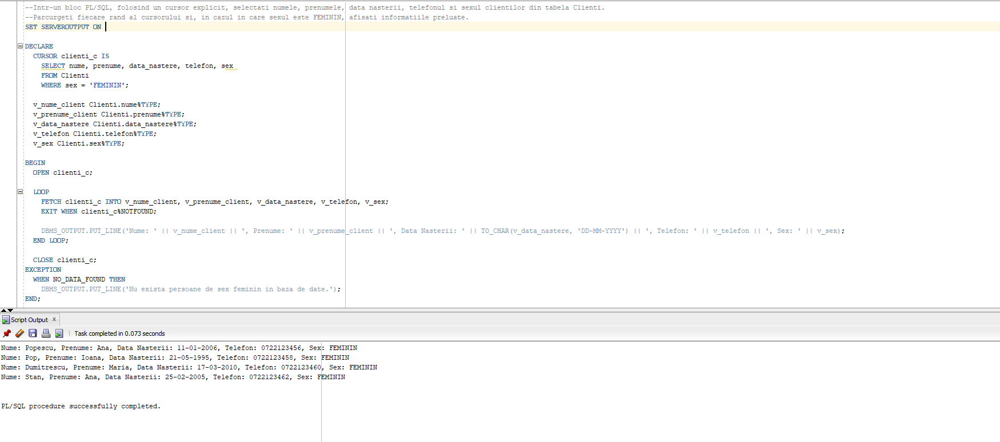 --Intr-un bloc PL/SQL, folosind un cursor explicit, selectati numele, prenumele, data nasterii, telefonul si sexul clientilor din tabela Clienti.
--Parcurgeti fiecare rand al cursorului si, in cazul in care sexul este FEMININ, afisati informatiile preluate.
SET SERVEROUTPUT ON
DECLARE
CURSOR clienti_c IS
SELECT nume, prenume, data_nastere, telefon, sex
FROM Clienti
WHERE sex = 'FEMININ';
v_nume_client Clienti.nume%TYPE;
v_prenume_client Clienti.prenume%TYPE;
v_data_nastere Clienti.data_nastere%TYPE;
v_telefon Clienti.telefon%TYPE;
v_sex Clienti.sex%TYPE;
BEGIN
OPEN clienti_c;
LOOP
FETCH clienti_c INTO v_nume_client, v_prenume_client, v_data_nastere, v_telefon, v_sex;
EXIT WHEN clienti_c%NOTFOUND;
DBMS_OUTPUT.PUT_LINE('Nume: ' || v_nume_client || ', Prenume: ' || v_prenume_client || ', Data Nasterii: ' || TO_CHAR(v_data_nastere, 'DD-MM-YYYY') || ', Telefon: ' || v_telefon || ', Sex: ' || v_sex);
END LOOP;
CLOSE clienti_c;
EXCEPTION
WHEN NO_DATA_FOUND THEN
DBMS_OUTPUT.PUT_LINE('Nu exista persoane de sex feminin in baza de date.');
END;
Script Output x
Task completed in 0.073 seconds
Nume: Popescu, Prenume: Ana, Data Nasterii: 11-01-2006, Telefon: 0722123456, Sex: FEMININ
Nume: Pop, Prenume: Ioana, Data Nasterii: 21-05-1995, Telefon: 0722123458, Sex: FEMININ
Nume: Dumitrescu, Prenume: Maria, Data Nasterii: 17-03-2010, Telefon: 0722123460, Sex: FEMININ
Nume: Stan, Prenume: Ana, Data Nasterii: 25-02-2005, Telefon: 0722123462, Sex: FEMININ
PL/SQL procedure successfully completed.